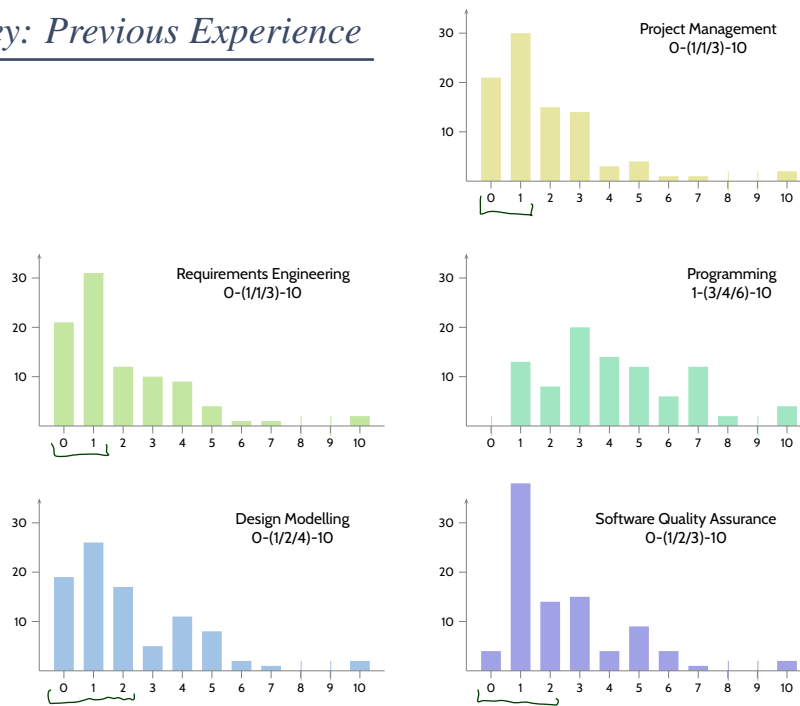 ey: Previous Experience
Project Management
0-(1/1/3)-10
30
20
10
0 1 2 3 4 5 6 7 8 9 10
Requirements Engineering
0-(1/1/3)-10
30
20
10
0 1 2 3 4 5 6 7 8 9 10
Programming
1-(3/4/6)-10
30
20
10
0 1 2 3 4 5 6 7 8 9 10
Design Modelling
0-(1/2/4)-10
30
20
10
0 1 2 3 4 5 6 7 8 9 10
Software Quality Assurance
0-(1/2/3)-10
30
20
10
0 1 2 3 4 5 6 7 8 9 10